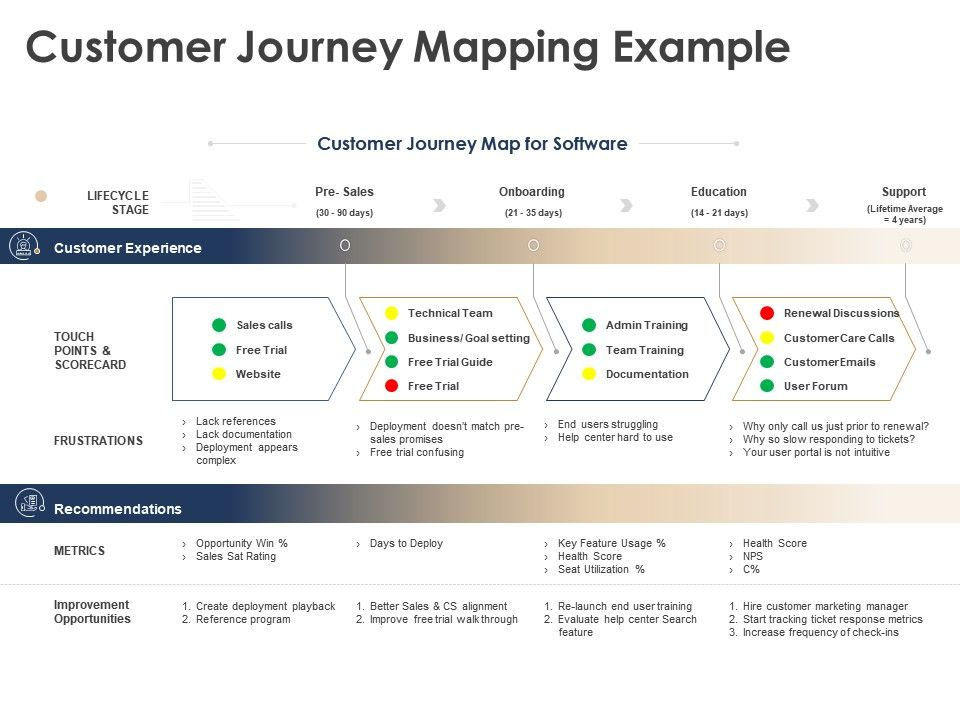 Customer Journey Mapping Example
Customer Journey Map for Software
LIFECYCLE
STAGE
Pre- Sales
(30 - 90 days)
Onboarding
(21 - 35 days)
Education
(14 - 21 days)
Support
(Lifetime Average
= 4 years)
Customer Experience
TOUCH
POINTS &
SCORECARD
Sales calls
Free Trial
Website
Technical Team
Business/ Goal setting
Free Trial Guide
Free Trial
Admin Training
Team Training
Documentation
Renewal Discussions
Customer Care Calls
Customer Emails
User Forum
FRUSTRATIONS
› Lack references
› Lack documentation
› Deployment appears
complex
› Deployment doesn't match pre-
sales promises
› Free trial confusing
› End users struggling
› Help center hard to use
› Why only call us just prior to renewal?
› Why so slow responding to tickets?
› Your user portal is not intuitive
Recommendations
METRICS
› Opportunity Win %
› Sales Sat Rating
› Days to Deploy
› Key Feature Usage %
› Health Score
› Seat Utilization %
› Health Score
› NPS
› C%
Improvement
Opportunities
1. Create deployment playback
2. Reference program
1. Better Sales & CS alignment
2. Improve free trial walk through
1. Re-launch end user training
2. Evaluate help center Search
feature
1. Hire customer marketing manager
2. Start tracking ticket response metrics
3. Increase frequency of check-ins